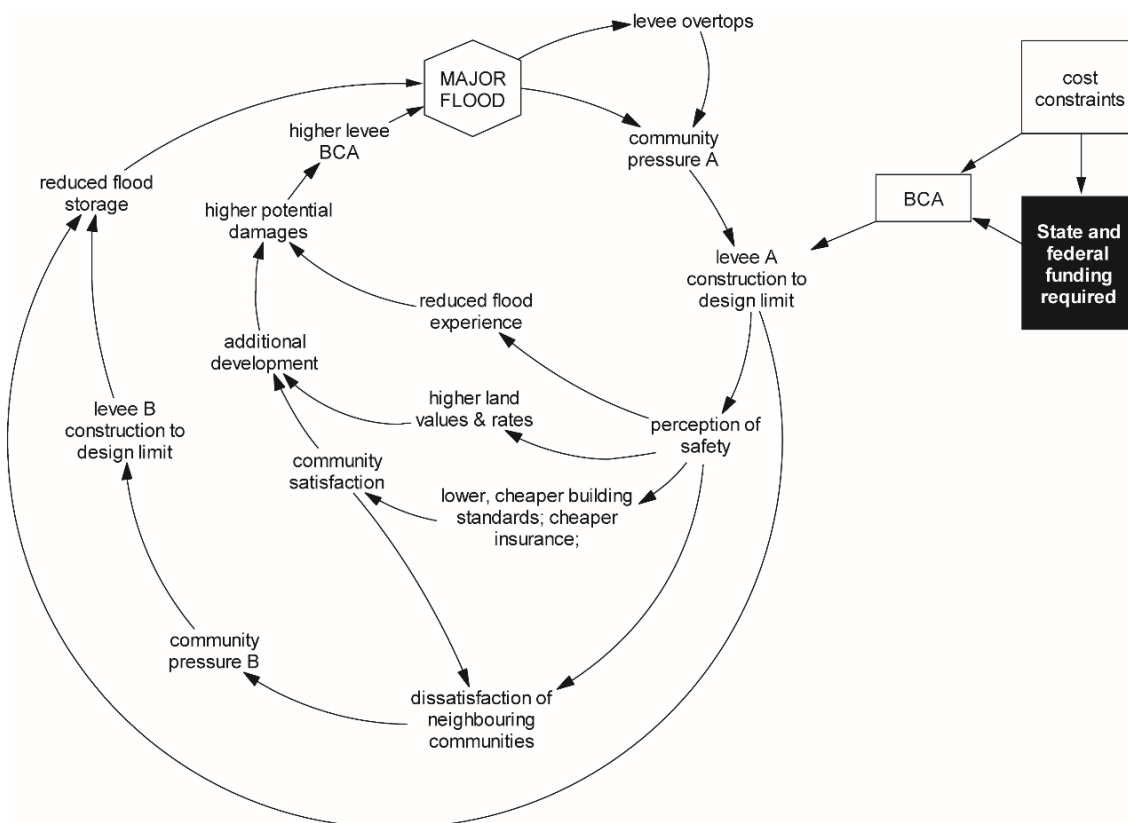 levee overtops
MAJOR
FLOOD
cost
constraints
higher levee
BCA
community
pressure A
reduced flood
storage
BCA
higher potential
damages
State and
federal
funding
required
levee A
construction to
design limit
reduced flood
experience
additional
development
higher land
values & rates
levee B
construction to
design limit
perception of
safety
community
satisfaction
lower, cheaper building
standards; cheaper
insurance;
community
pressure B
dissatisfaction of
neighbouring
communities